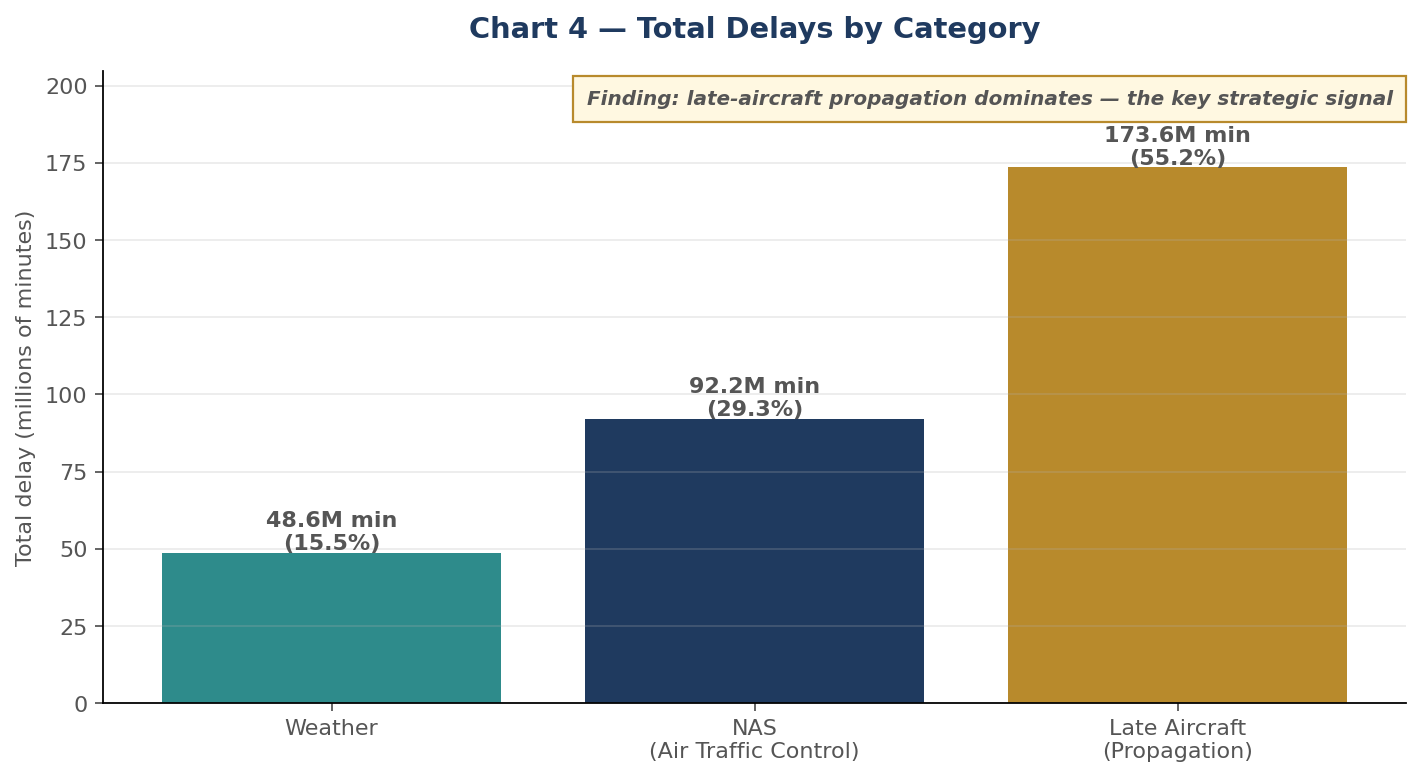 Chart 4 — Total Delays by Category
Finding: late-aircraft propagation dominates — the key strategic signal
Total delay (millions of minutes)
200
175
150
125
100
75
50
25
0
48.6M min
(15.5%)
92.2M min
(29.3%)
173.6M min
(55.2%)
Weather
NAS
(Air Traffic Control)
Late Aircraft
(Propagation)